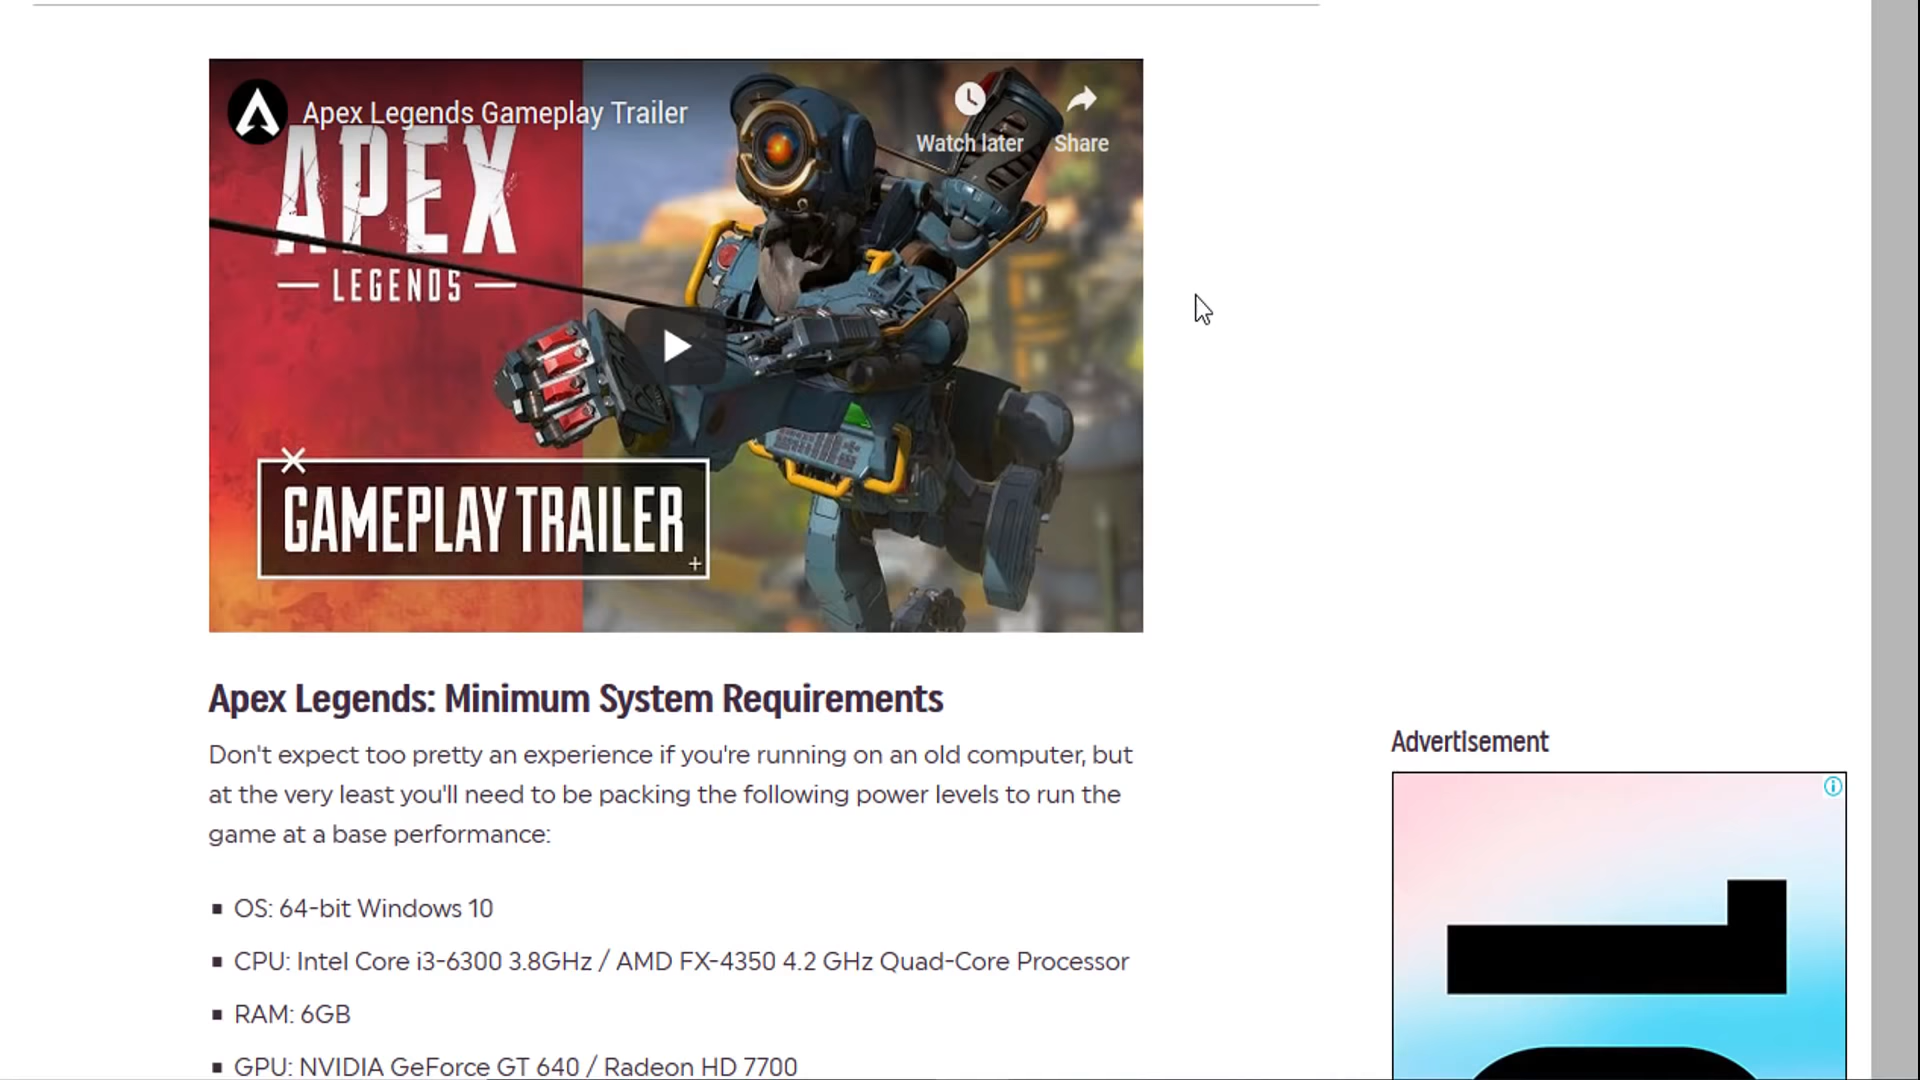 Apex Legends Gameplay Trailer
Watch later
Share
APEX
LEGENDS
GAMEPLAY TRAILER
Apex Legends: Minimum System Requirements
Don't expect too pretty an experience if you're running on an old computer, but
at the very least you'll need to be packing the following power levels to run the
game at a base performance:
▪ OS: 64-bit Windows 10
▪ CPU: Intel Core i3-6300 3.8GHz / AMD FX-4350 4.2 GHz Quad-Core Processor
▪ RAM: 6GB
▪ GPU: NVIDIA GeForce GT 640 / Radeon HD 7700
Advertisement